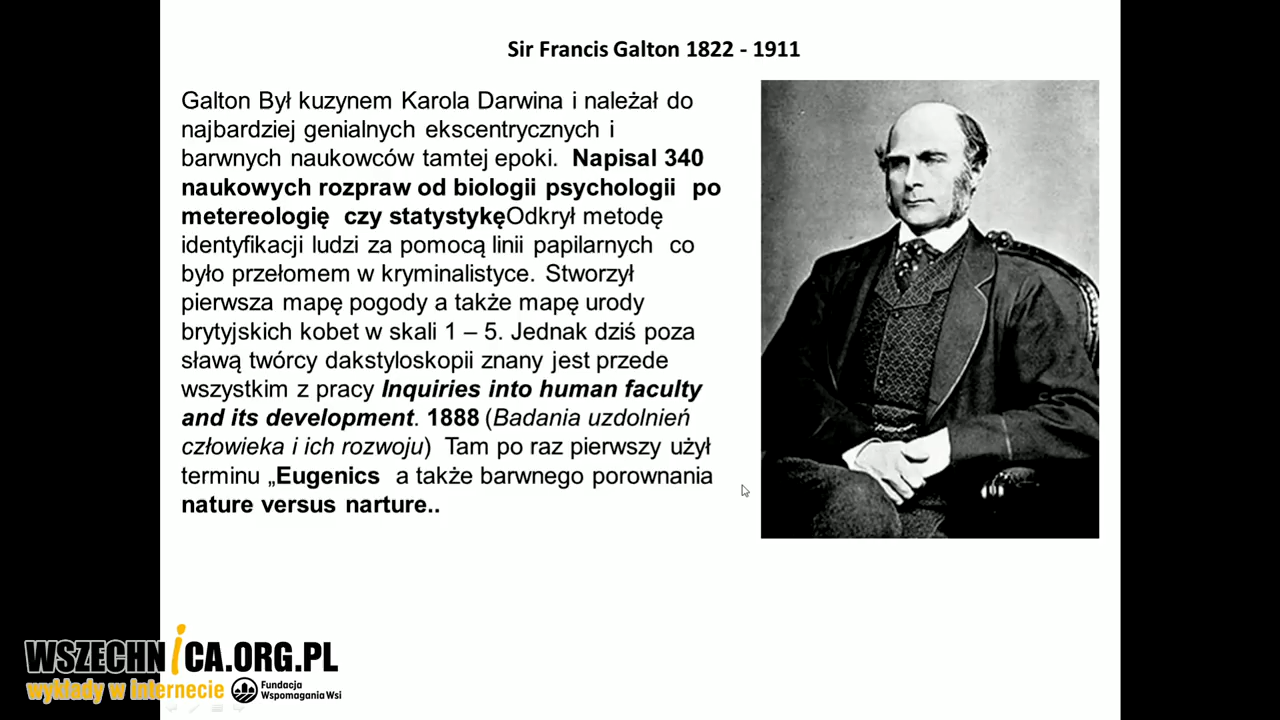 Sir Francis Galton 1822 - 1911
Galton Był kuzynem Karola Darwina i należał do
najbardziej genialnych ekscentrycznych i
barwnych naukowców tamtej epoki. Napisal 340
naukowych rozpraw od biologii psychologii po
metereologię czy statystykęOdkrył metodę
identyfikacji ludzi za pomocą linii papilarnych co
było przełomem w kryminalistyce. Stworzył
pierwsza mapę pogody a także mapę urody
brytyjskich kobet w skali 1 – 5. Jednak dziś poza
sławą twórcy dakstyloskopii znany jest przede
wszystkim z pracy Inquiries into human faculty
and its development. 1888 (Badania uzdolnień
człowieka i ich rozwoju) Tam po raz pierwszy użył
terminu „Eugenics a także barwnego porownania
nature versus narture..
WSZECHNiCA.ORG.PL
wykłady w internecie
Fundacja
Wspomagania Wsi